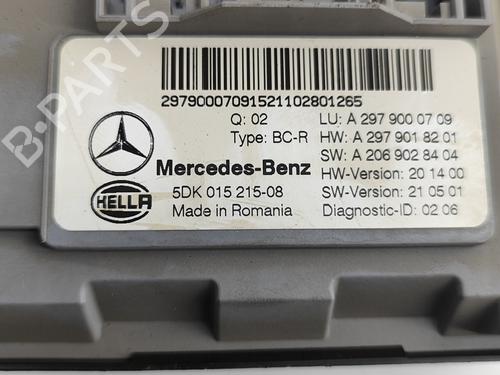 B-PARTS
29790007091521102801265
Q: 02 LU: A 297 900 07 09
Type: BC-R HW: A 297 901 82 01
SW: A 206 902 84 04
Mercedes-Benz HW-Version: 20 14 00
HELLA 5DK 015 215-08 SW-Version: 21 05 01
Made in Romania Diagnostic-ID: 02 06